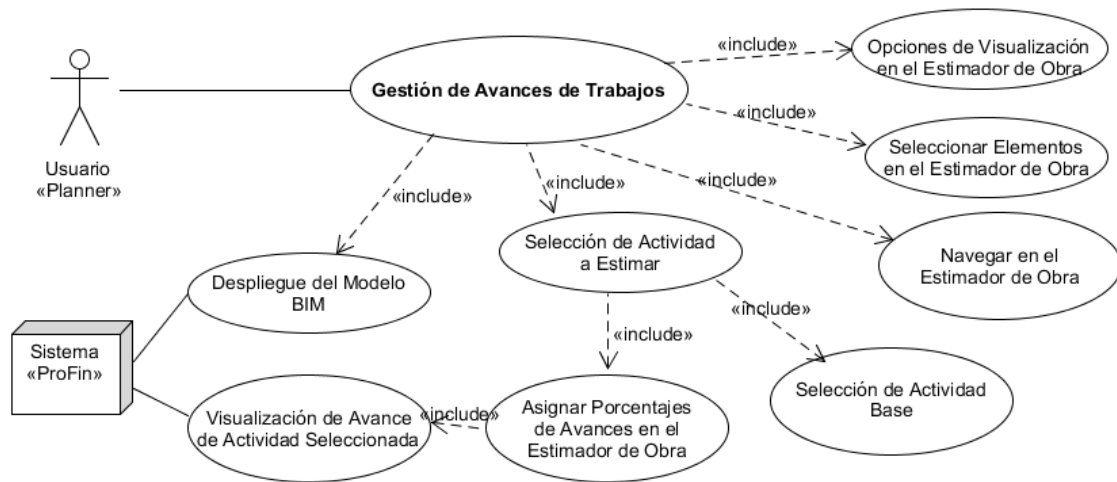 «include»
Opciones de Visualización
en el Estimador de Obra
Gestión de Avances de Trabajos
«include»
Seleccionar Elementos
en el Estimador de Obra
Usuario
«Planner»
«include»
«include»
«include»
Selección de Actividad
a Estimar
Navegar en el
Estimador de Obra
Despliegue del Modelo
BIM
«include»
«include»
Sistema
«ProFin»
Selección de Actividad
Base
Visualización de Avance
de Actividad Seleccionada
«include»
Asignar Porcentajes
de Avances en el
Estimador de Obra